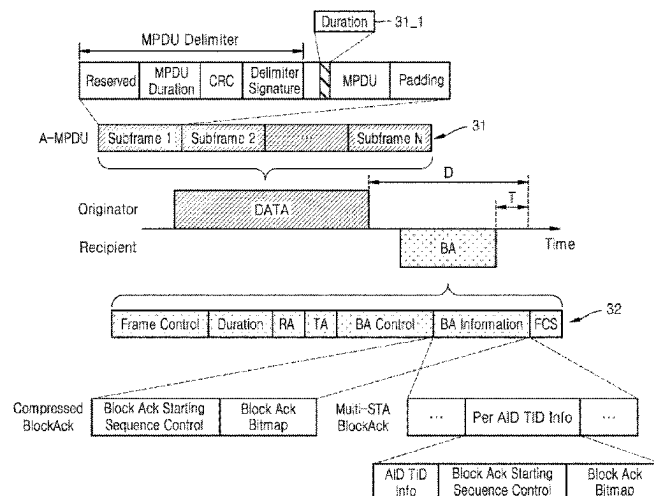 Duration
31_1
MPDU Delimiter
Reserved
MPDU
Duration
CRC
Delimiter
Signature
MPDU
Padding
A-MPDU
Subframe 1
Subframe 2
...
Subframe N
31
D
T
Originator
DATA
Recipient
BA
Time
Frame Control
Duration
RA
TA
BA Control
BA Information
FCS
32
Compressed
BlockAck
Block Ack Starting
Sequence Control
Block Ack
Bitmap
Multi-STA
BlockAck
...
Per AID TID Info
...
AID TID
Info
Block Ack Starting
Sequence Control
Block Ack
Bitmap